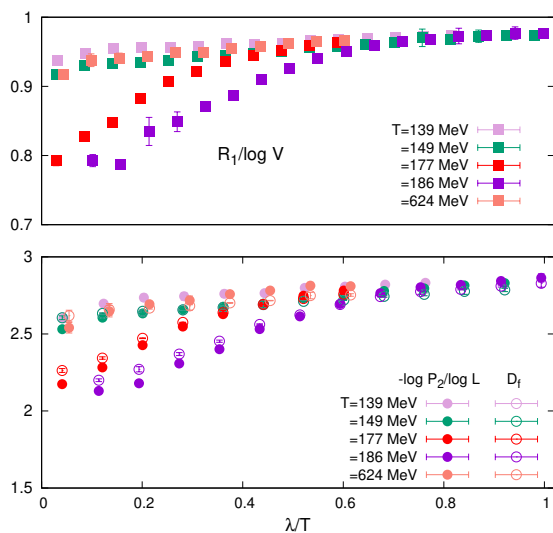 1
0.9
0.8
0.7
R₁/log V
T=139 MeV
=149 MeV
=177 MeV
=186 MeV
=624 MeV
3
2.5
2
1.5
-log P₂/log L D_f
T=139 MeV
=149 MeV
=177 MeV
=186 MeV
=624 MeV
0 0.2 0.4 0.6 0.8 1
λ/T